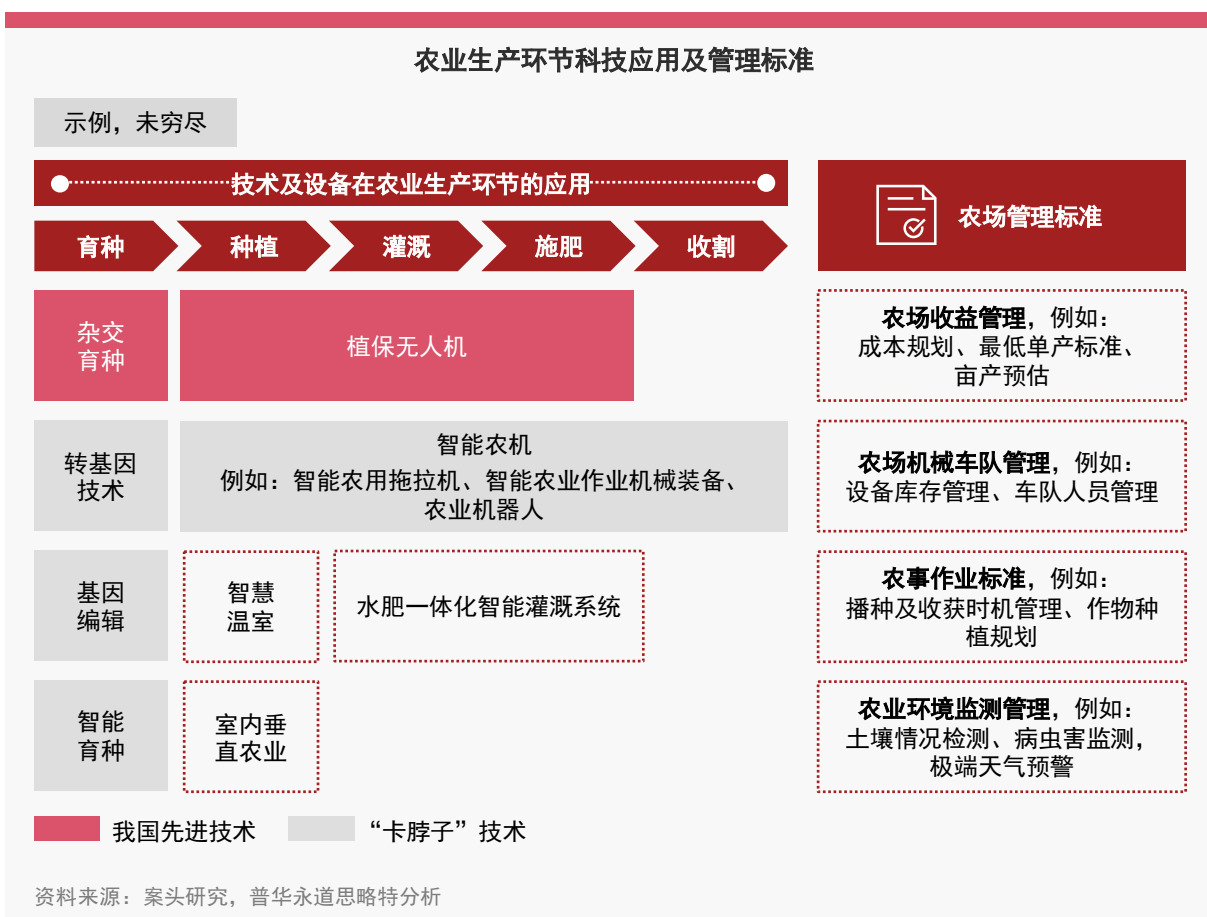 农业生产环节科技应用及管理标准
示例，未穷尽
技术及设备在农业生产环节的应用
育种
种植
灌溉
施肥
收割
农场管理标准
杂交
育种
植保无人机
农场收益管理，例如：
成本规划、最低单产标准、
亩产预估
转基因
技术
智能农机
例如：智能农用拖拉机、智能农业作业机械装备、
农业机器人
农场机械车队管理，例如：
设备库存管理、车队人员管理
基因
编辑
智慧
温室
水肥一体化智能灌溉系统
农事作业标准，例如：
播种及收获时机管理、作物种
植规划
智能
育种
室内垂
直农业
农业环境监测管理，例如：
土壤情况检测、病虫害监测，
极端天气预警
我国先进技术
“卡脖子”技术
资料来源：案头研究，普华永道思略特分析